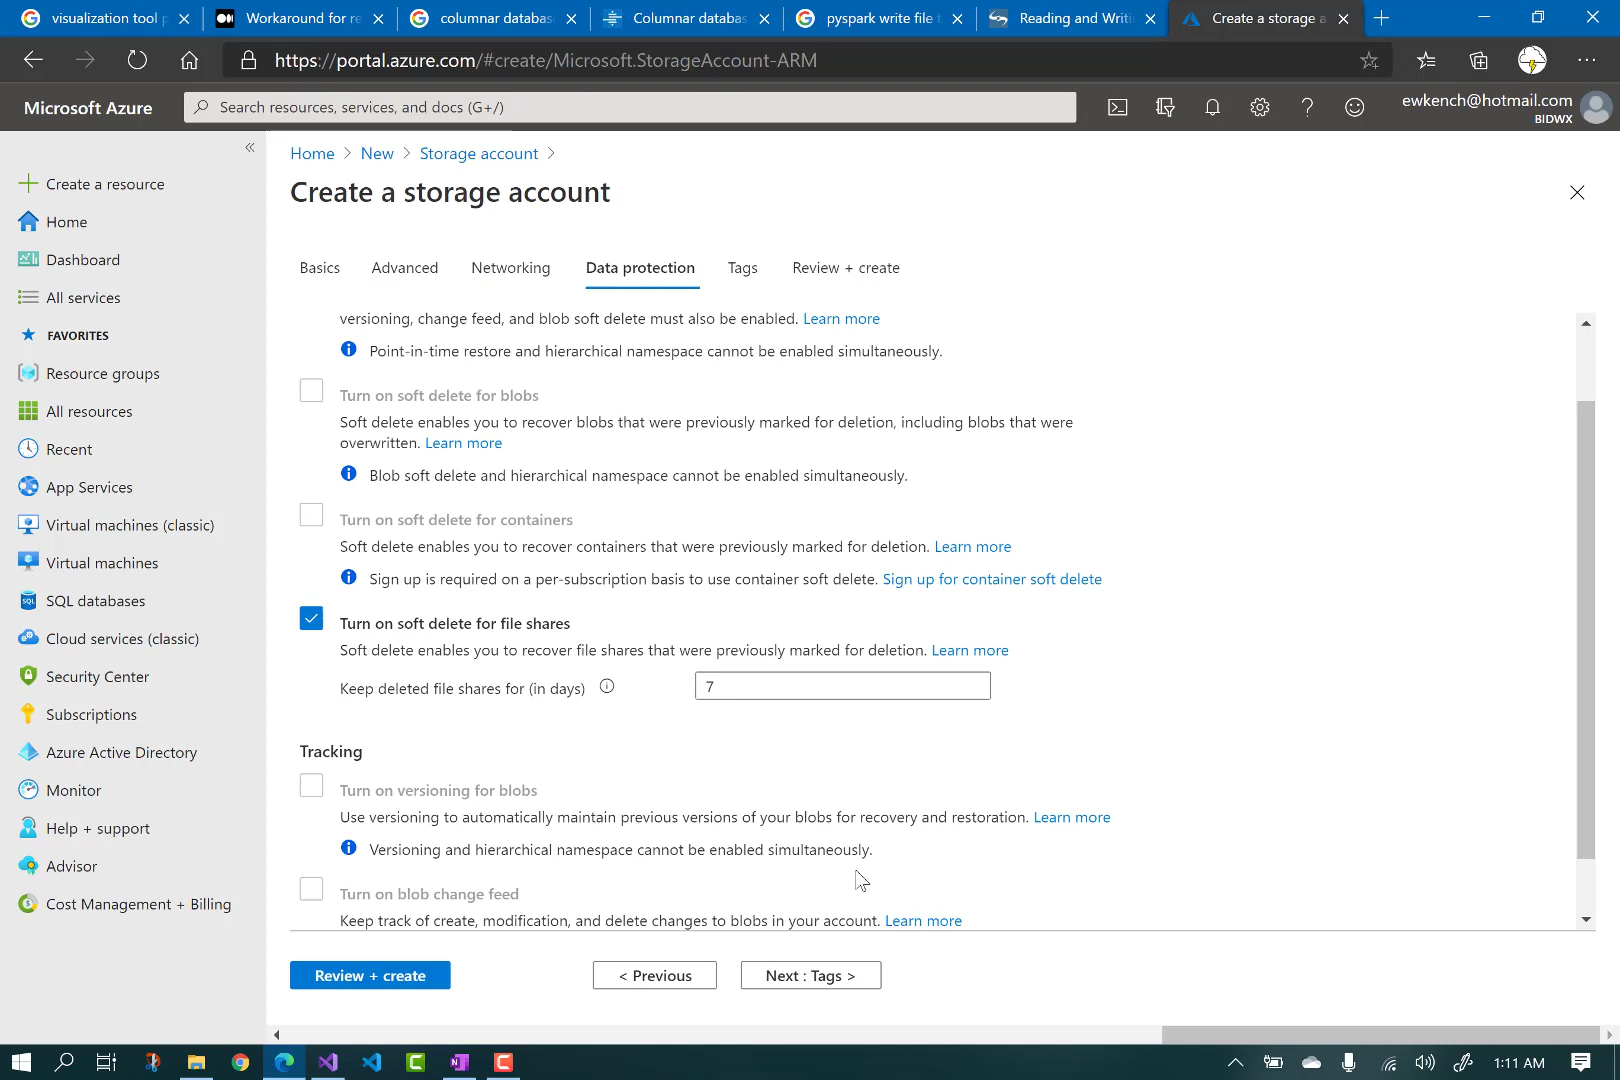 visualization tool p
Workaround for re
columnar databas
Columnar databas
pyspark write file t
Reading and Writi
Create a storage a
https://portal.azure.com/#create/Microsoft.StorageAccount-ARM
Microsoft Azure
Search resources, services, and docs (G+/)
ewkench@hotmail.com
BIDWX
Create a resource
Home
Dashboard
All services
FAVORITES
Resource groups
All resources
Recent
App Services
Virtual machines (classic)
Virtual machines
SQL databases
Cloud services (classic)
Security Center
Subscriptions
Azure Active Directory
Monitor
Help + support
Advisor
Cost Management + Billing
Home > New > Storage account >
Create a storage account
Basics Advanced Networking Data protection Tags Review + create
versioning, change feed, and blob soft delete must also be enabled. Learn more
Point-in-time restore and hierarchical namespace cannot be enabled simultaneously.
Turn on soft delete for blobs
Soft delete enables you to recover blobs that were previously marked for deletion, including blobs that were
overwritten. Learn more
Blob soft delete and hierarchical namespace cannot be enabled simultaneously.
Turn on soft delete for containers
Soft delete enables you to recover containers that were previously marked for deletion. Learn more
Sign up is required on a per-subscription basis to use container soft delete. Sign up for container soft delete
Turn on soft delete for file shares
Soft delete enables you to recover file shares that were previously marked for deletion. Learn more
Keep deleted file shares for (in days) 7
Tracking
Turn on versioning for blobs
Use versioning to automatically maintain previous versions of your blobs for recovery and restoration. Learn more
Versioning and hierarchical namespace cannot be enabled simultaneously.
Turn on blob change feed
Keep track of create, modification, and delete changes to blobs in your account. Learn more
Review + create
< Previous
Next : Tags >
1:11 AM